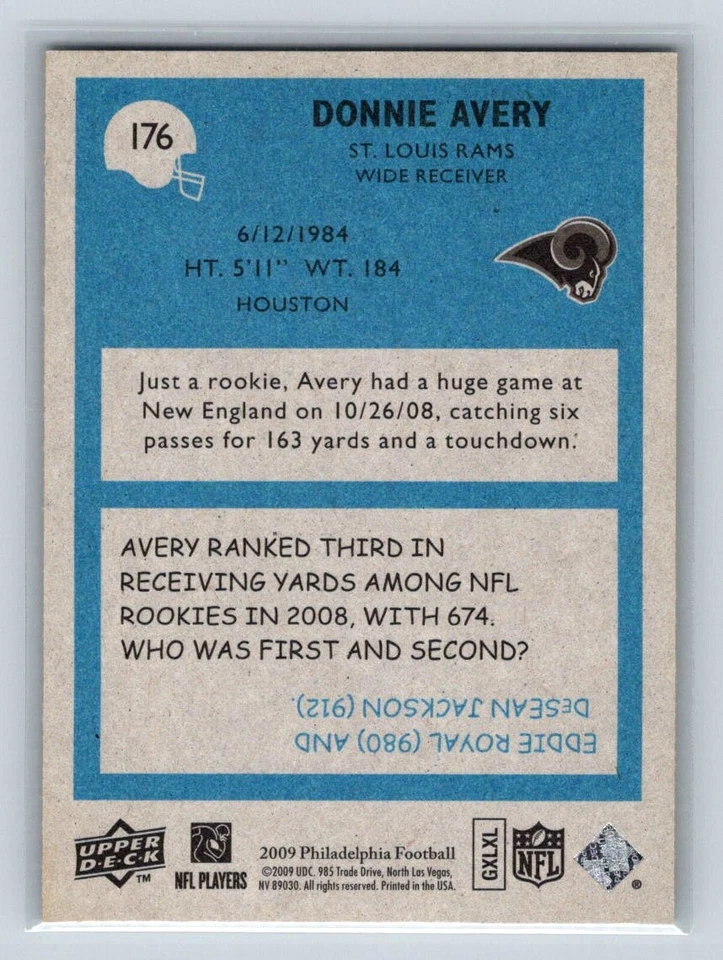 176
DONNIE AVERY
ST. LOUIS RAMS
WIDE RECEIVER
6/12/1984
HT. 5'11" WT. 184
HOUSTON
Just a rookie, Avery had a huge game at
New England on 10/26/08, catching six
passes for 163 yards and a touchdown.
AVERY RANKED THIRD IN
RECEIVING YARDS AMONG NFL
ROOKIES IN 2008, WITH 674.
WHO WAS FIRST AND SECOND?
EDDIE ROYAL (980) AND
DESEAN JACKSON (912).
UPPER
D·E·C·K
TM
NFL PLAYERS
2009 Philadelphia Football
©2009 UDC. 985 Trade Drive, North Las Vegas,
NV 89030. All rights reserved. Printed in the USA.
GXLXL
NFL
®